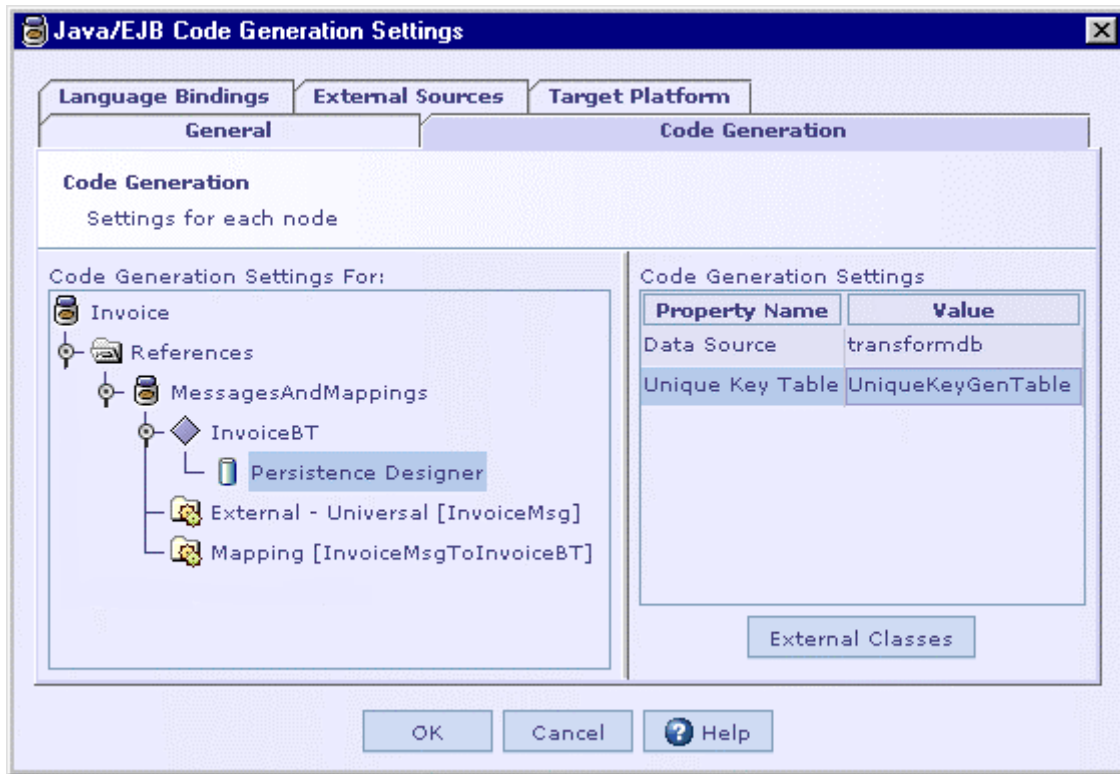 Java/EJB Code Generation Settings
Language Bindings
External Sources
Target Platform
General
Code Generation
Code Generation
Settings for each node
Code Generation Settings For:
Invoice
References
MessagesAndMappings
InvoiceBT
Persistence Designer
External - Universal [InvoiceMsg]
Mapping [InvoiceMsgToInvoiceBT]
Code Generation Settings
Property Name Value
Data Source transformdb
Unique Key Table UniqueKeyGenTable
External Classes
OK
Cancel
? Help